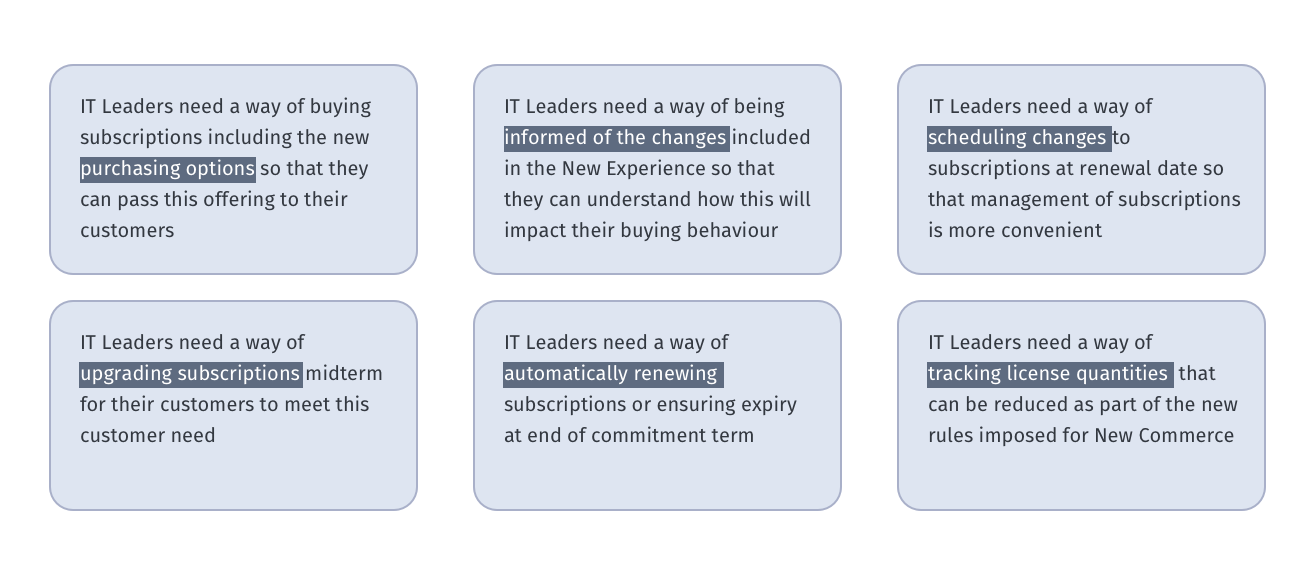 IT Leaders need a way of buying
subscriptions including the new
purchasing options so that they
can pass this offering to their
customers
IT Leaders need a way of being
informed of the changes included
in the New Experience so that
they can understand how this will
impact their buying behaviour
IT Leaders need a way of
scheduling changes to
subscriptions at renewal date so
that management of subscriptions
is more convenient
IT Leaders need a way of
upgrading subscriptions midterm
for their customers to meet this
customer need
IT Leaders need a way of
automatically renewing
subscriptions or ensuring expiry
at end of commitment term
IT Leaders need a way of
tracking license quantities that
can be reduced as part of the new
rules imposed for New Commerce